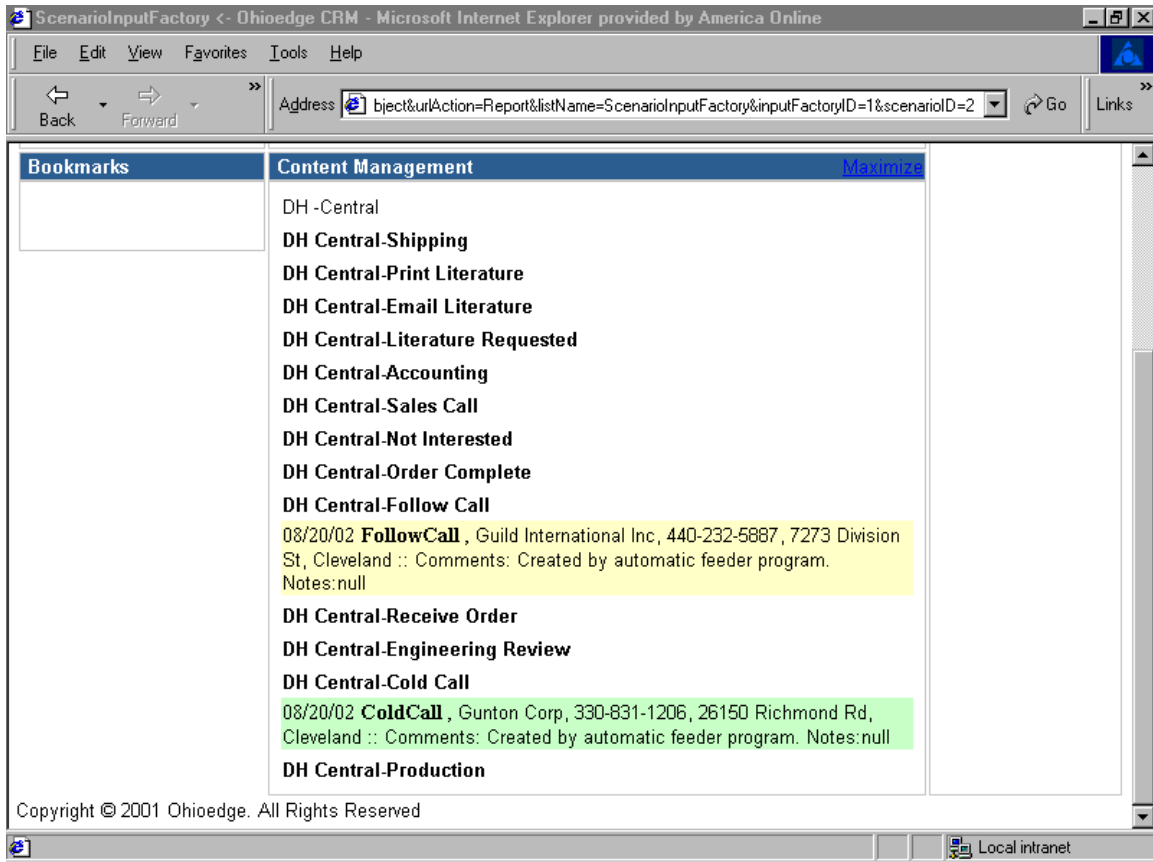 ScenarioInputFactory <- Ohioedge CRM - Microsoft Internet Explorer provided by America Online
File Edit View Favorites Tools Help
Back Forward » Address bject&urlAction=Report&listName=ScenarioInputFactory&inputFactoryID=1&scenarioID=2 Go Links »
Bookmarks
Content Management Maximize
DH -Central
DH Central-Shipping
DH Central-Print Literature
DH Central-Email Literature
DH Central-Literature Requested
DH Central-Accounting
DH Central-Sales Call
DH Central-Not Interested
DH Central-Order Complete
DH Central-Follow Call
08/20/02 FollowCall , Guild International Inc, 440-232-5887, 7273 Division
St, Cleveland :: Comments: Created by automatic feeder program.
Notes:null
DH Central-Receive Order
DH Central-Engineering Review
DH Central-Cold Call
08/20/02 ColdCall , Gunton Corp, 330-831-1206, 26150 Richmond Rd,
Cleveland :: Comments: Created by automatic feeder program. Notes:null
DH Central-Production
Copyright © 2001 Ohioedge. All Rights Reserved
Local intranet